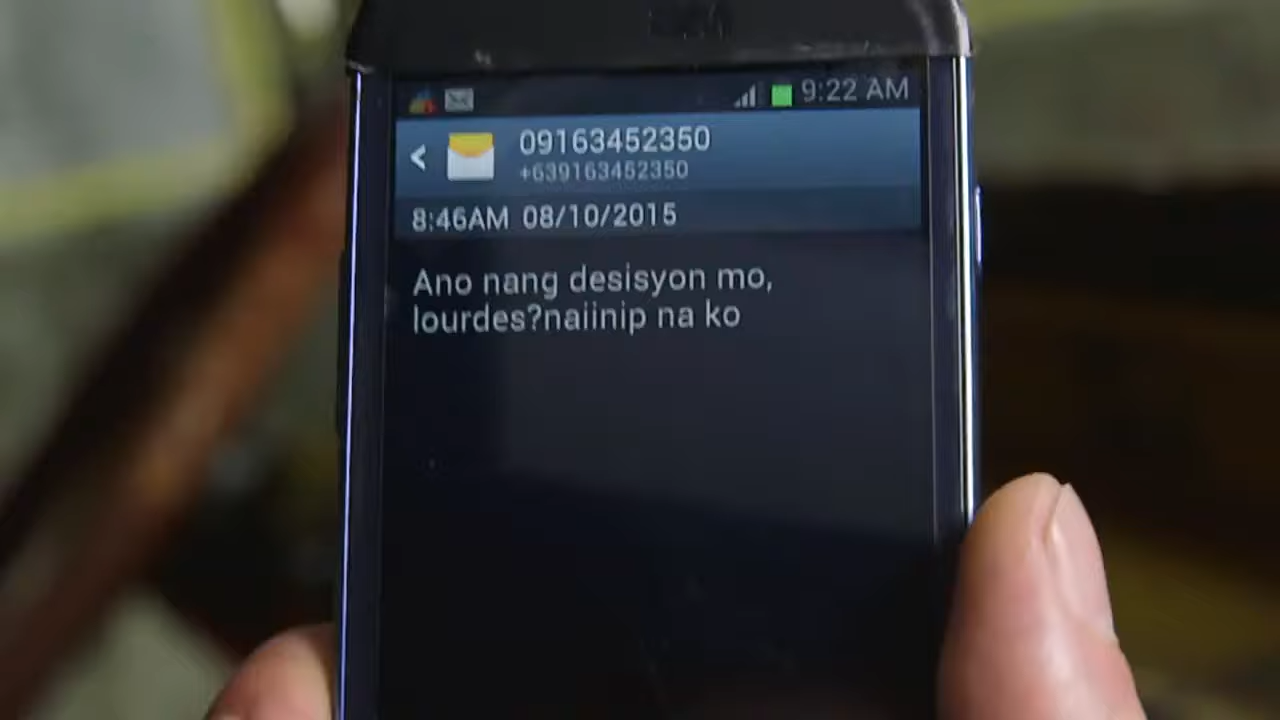 9:22 AM
09163452350
+639163452350
8:46AM 08/10/2015
Ano nang desisyon mo,
lourdes?naiinip na ko